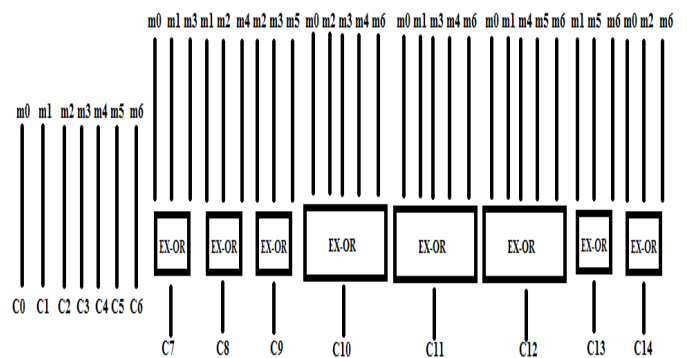 m0 m1 m3 m1 m2 m4 m2 m3 m5 m0 m2 m3 m4 m6 m0 m1 m3 m4 m6 m0 m1 m4 m5 m6 m1 m5 m6 m0 m2 m6
m0 m1 m2 m3 m4 m5 m6
EX-OR EX-OR EX-OR EX-OR EX-OR EX-OR EX-OR EX-OR
C0 C1 C2 C3 C4 C5 C6
C7 C8 C9 C10 C11 C12 C13 C14